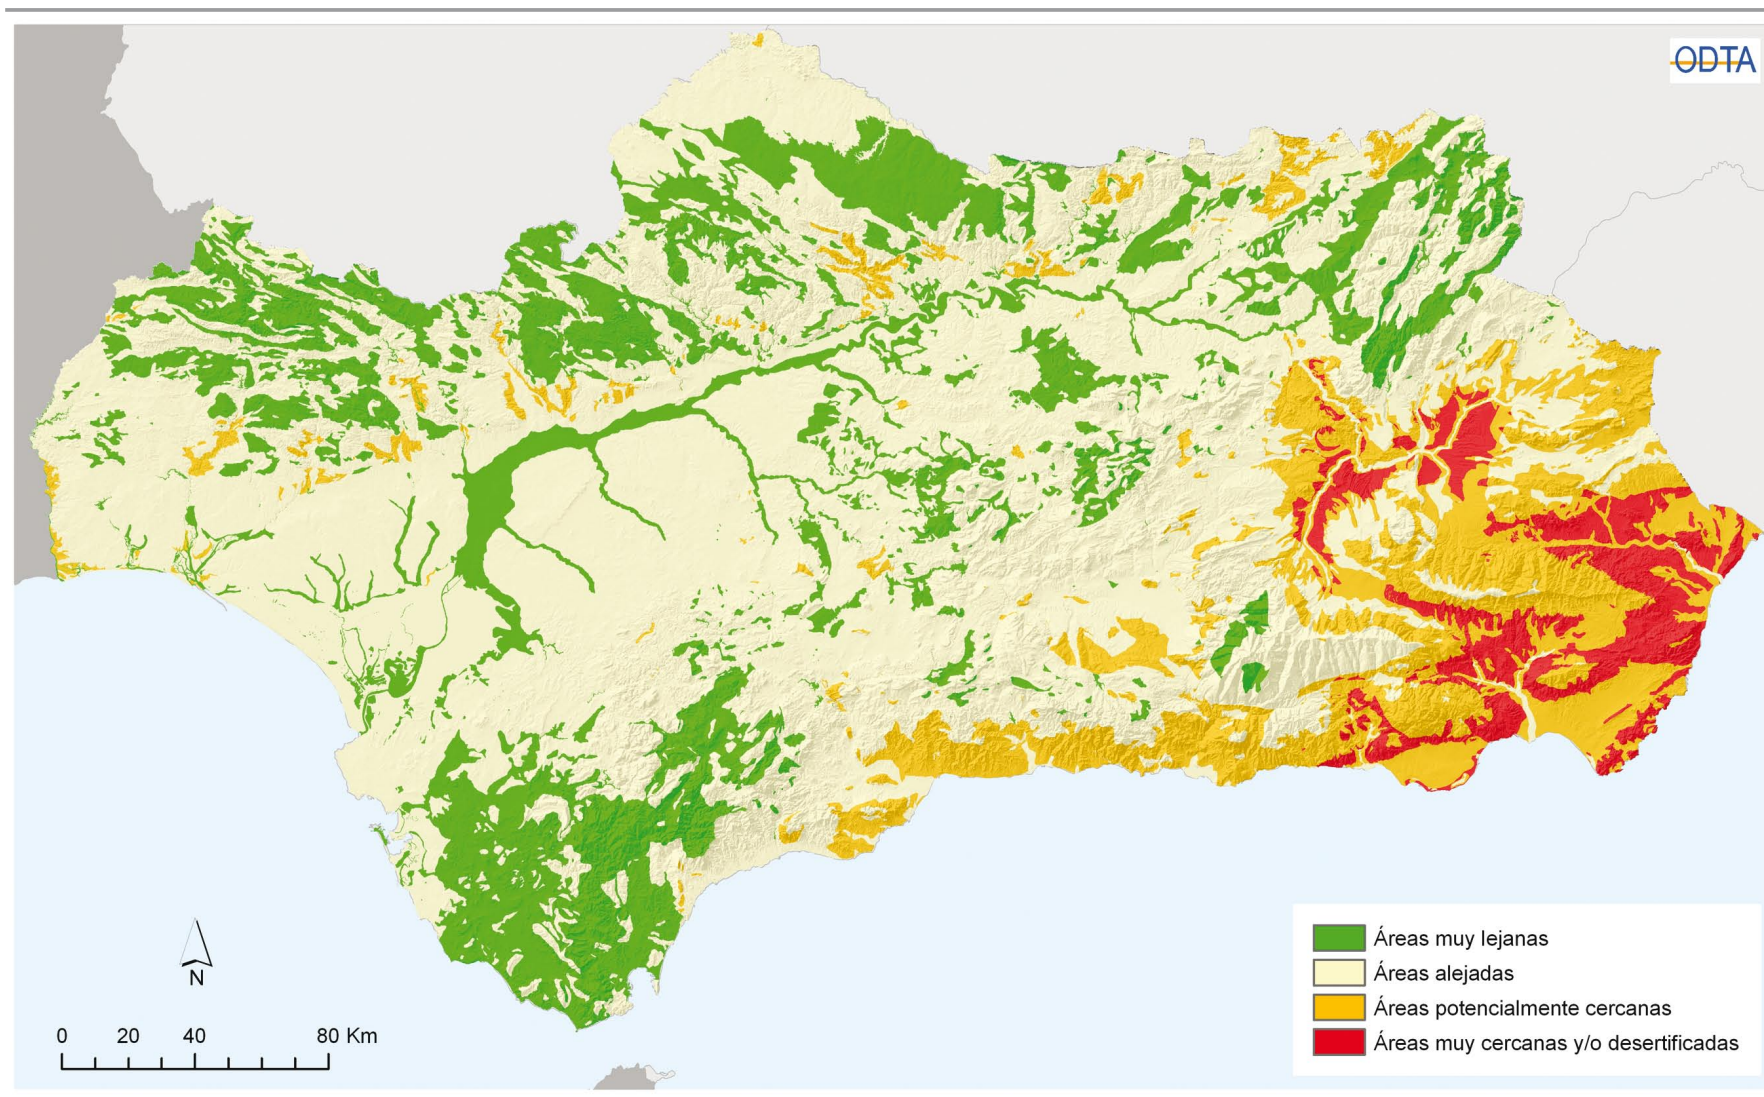 ODTA
Áreas muy lejanas
Áreas alejadas
Áreas potencialmente cercanas
Áreas muy cercanas y/o desertificadas
N
0 20 40 80 Km